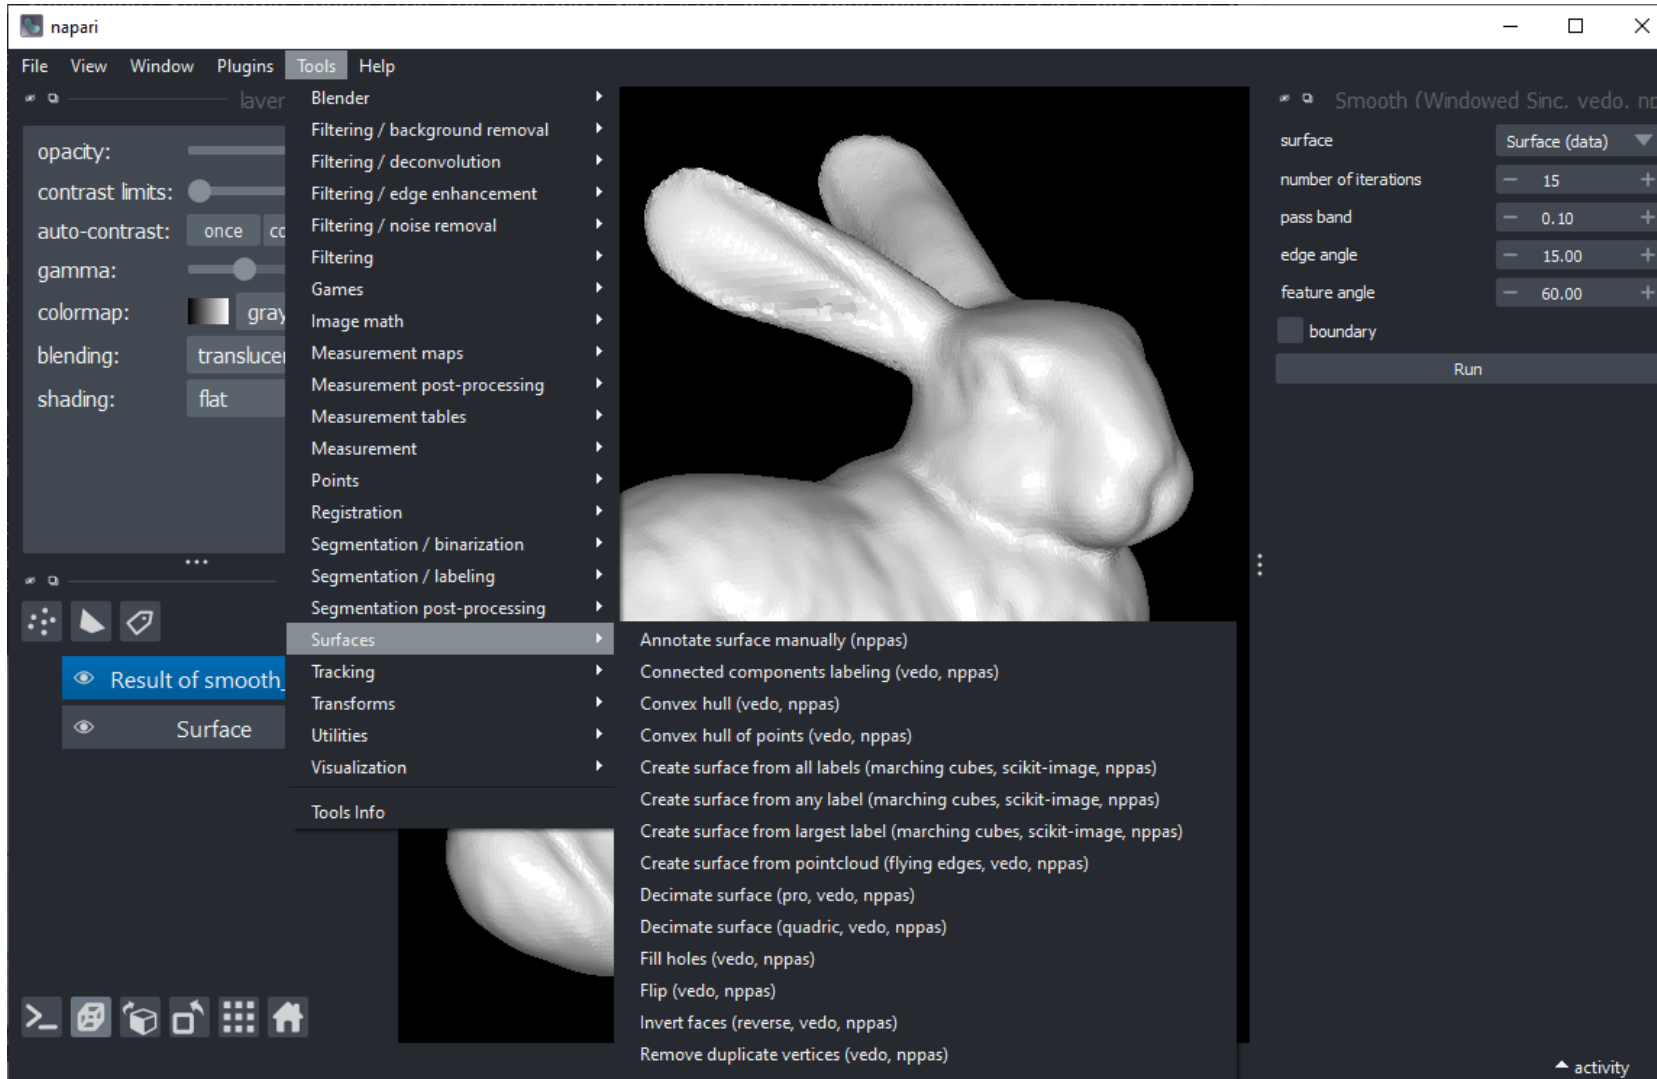 napari
File View Window Plugins Tools Help
layer
opacity:
contrast limits:
auto-contrast: once
gamma:
colormap: gray
blending:
shading: flat
Result of smooth_
Surface
Blender
Filtering / background removal
Filtering / deconvolution
Filtering / edge enhancement
Filtering / noise removal
Filtering
Games
Image math
Measurement maps
Measurement post-processing
Measurement tables
Measurement
Points
Registration
Segmentation / binarization
Segmentation / labeling
Segmentation post-processing
Surfaces
Tracking
Transforms
Utilities
Visualization
Tools Info
Annotate surface manually (nppas)
Connected components labeling (vedo, nppas)
Convex hull (vedo, nppas)
Convex hull of points (vedo, nppas)
Create surface from all labels (marching cubes, scikit-image, nppas)
Create surface from any label (marching cubes, scikit-image, nppas)
Create surface from largest label (marching cubes, scikit-image, nppas)
Create surface from pointcloud (flying edges, vedo, nppas)
Decimate surface (pro, vedo, nppas)
Decimate surface (quadric, vedo, nppas)
Fill holes (vedo, nppas)
Flip (vedo, nppas)
Invert faces (reverse, vedo, nppas)
Remove duplicate vertices (vedo, nppas)
Smooth (Windowed Sinc, vedo, np
surface Surface (data)
number of iterations 15
pass band 0.10
edge angle 15.00
feature angle 60.00
boundary
Run
activity